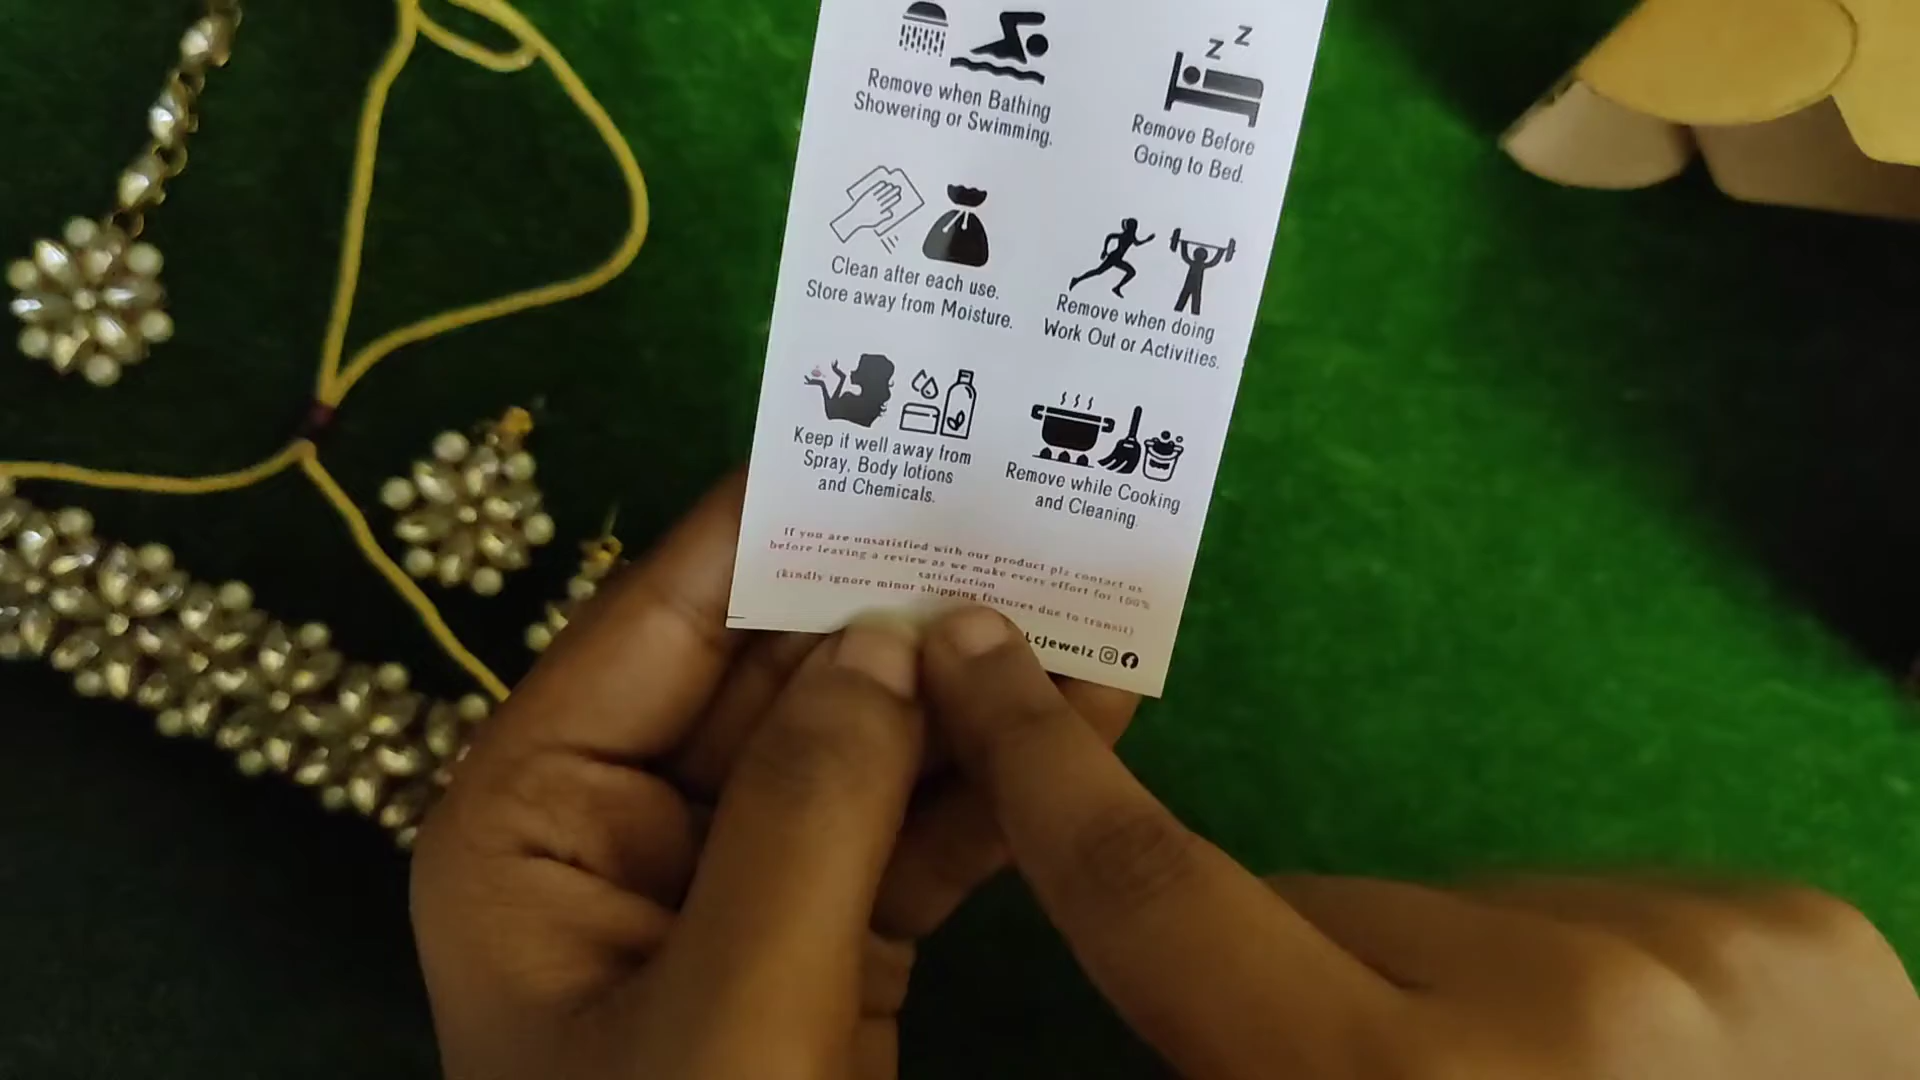 Z Z
Remove when Bathing
Showering or Swimming.
Remove Before
Going to Bed.
Clean after each use.
Store away from Moisture.
Remove when doing
Work Out or Activities.
Keep it well away from
Spray, Body lotions
and Chemicals.
Remove while Cooking
and Cleaning.
If you are unsatisfied with our product plz contact us
before leaving a review as we make every effort for 100%
satisfaction
(kindly ignore minor shipping fixtures due to transit)
LcJewelz